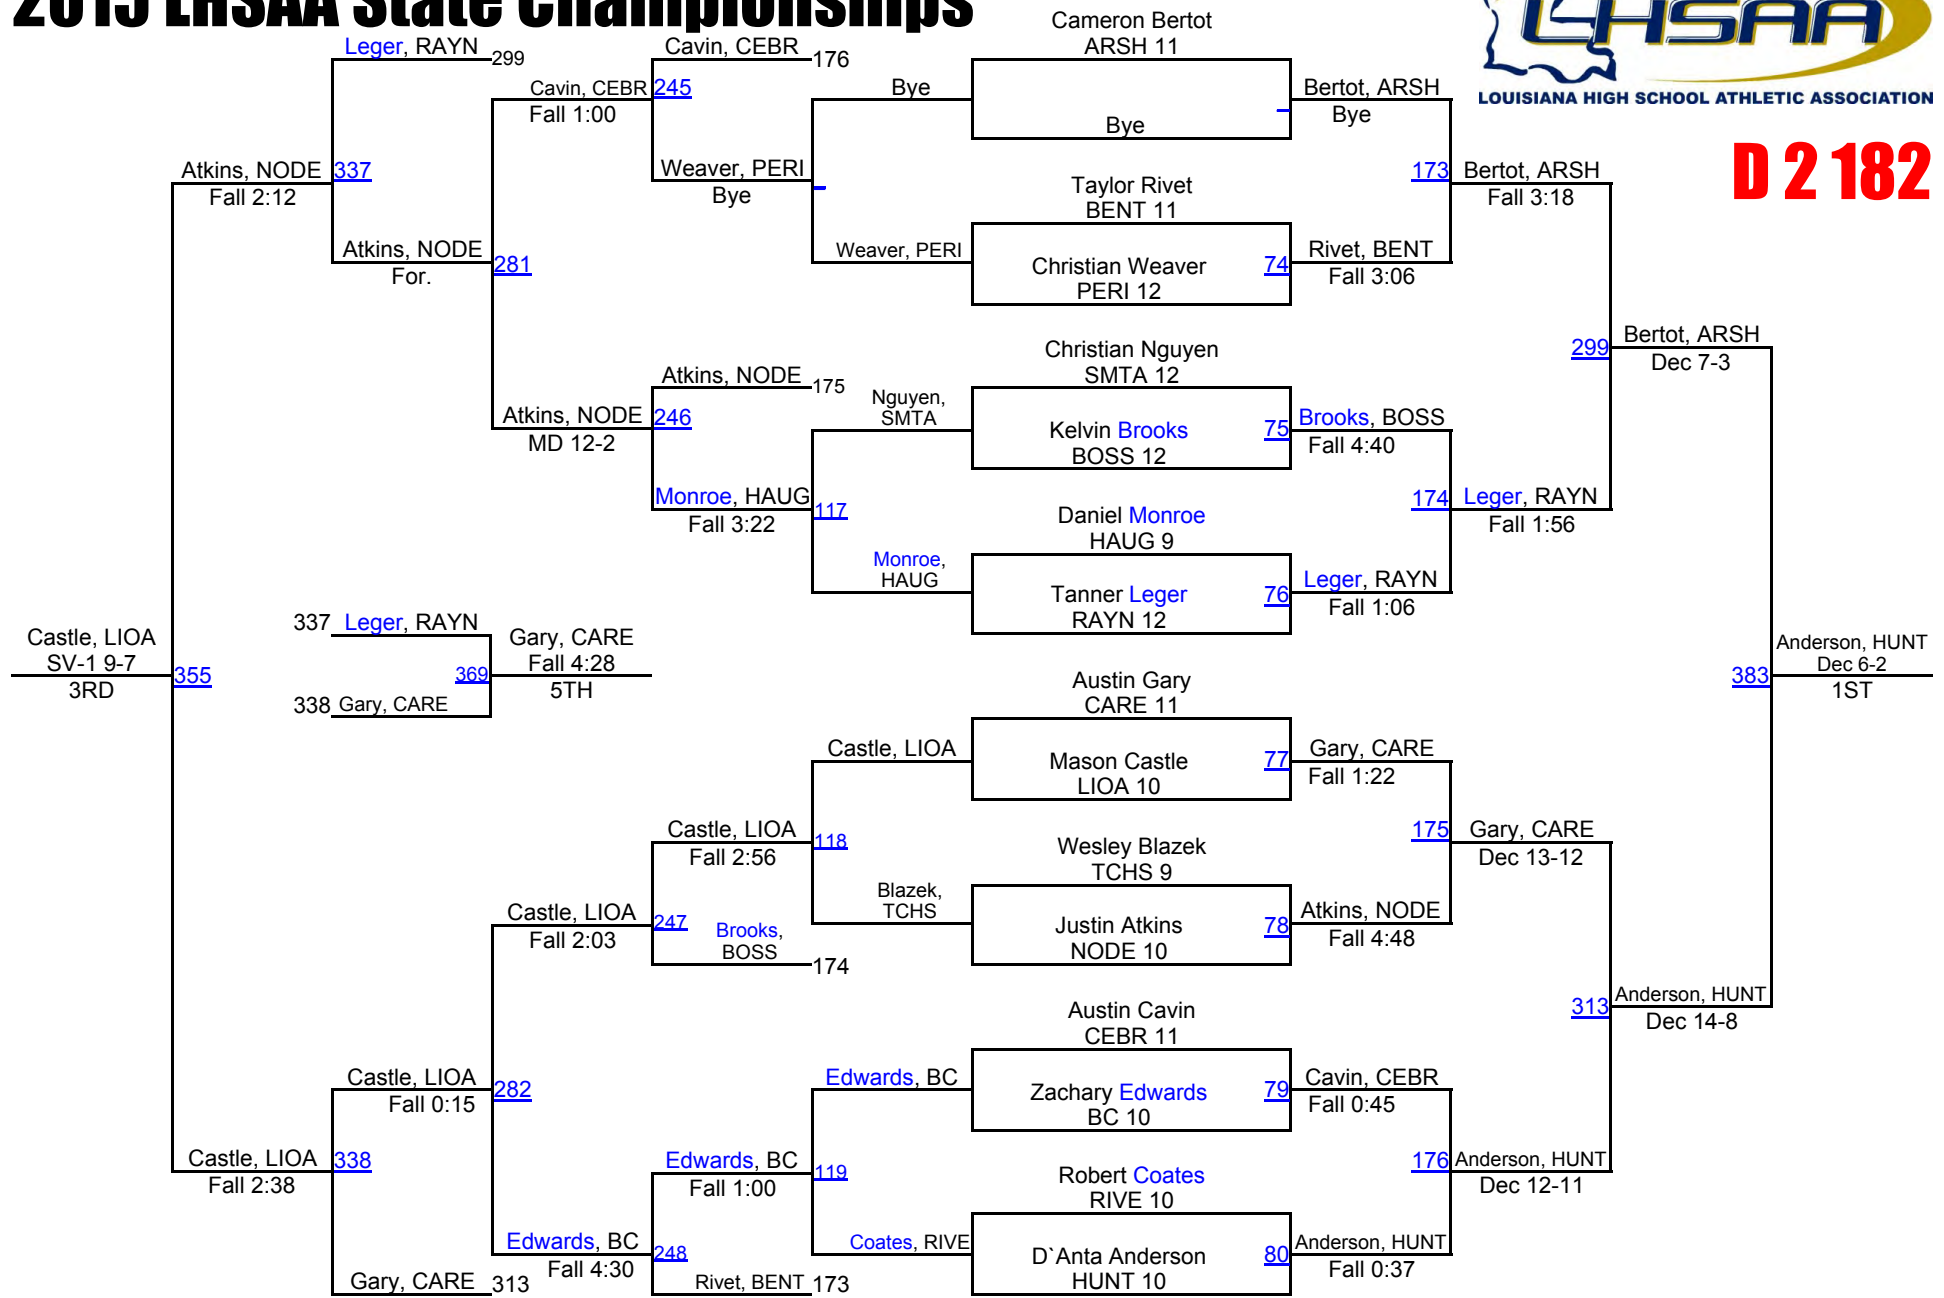 2015 LHSAA State Championships
LHSAA
LOUISIANA HIGH SCHOOL ATHLETIC ASSOCIATION
D 2 182
Leger, RAYN 299
Atkins, NODE 337
Fall 2:12
Atkins, NODE
For.
Cavin, CEBR 245
Fall 1:00
281
Atkins, NODE 246
MD 12-2
Cavin, CEBR 176
Weaver, PERI
Bye
Atkins, NODE 175
Monroe, HAUG
Fall 3:22
117
Bye
Weaver, PERI
Nguyen,
SMTA
Monroe,
HAUG
Cameron Bertot
ARSH 11
Bye
Taylor Rivet
BENT 11
Christian Weaver
PERI 12
74
Christian Nguyen
SMTA 12
Kelvin Brooks
BOSS 12
75
Daniel Monroe
HAUG 9
Tanner Leger
RAYN 12
76
Bertot, ARSH
Bye
173
Rivet, BENT
Fall 3:06
Brooks, BOSS
Fall 4:40
174
Leger, RAYN
Fall 1:06
Bertot, ARSH
Fall 3:18
299
Leger, RAYN
Fall 1:56
Bertot, ARSH
Dec 7-3
Castle, LIOA
SV-1 9-7
3RD
355
337 Leger, RAYN
338 Gary, CARE
369
Gary, CARE
Fall 4:28
5TH
383
Anderson, HUNT
Dec 6-2
1ST
Castle, LIOA 338
Fall 2:38
Castle, LIOA
Fall 0:15
Gary, CARE 313
Castle, LIOA
Fall 2:03
282
Edwards, BC
Fall 4:30
Castle, LIOA
Fall 2:56
247
Brooks,
BOSS
174
Edwards, BC
Fall 1:00
248
Rivet, BENT 173
Castle, LIOA
118
Blazek,
TCHS
Edwards, BC
119
Coates, RIVE
Austin Gary
CARE 11
Mason Castle
LIOA 10
77
Wesley Blazek
TCHS 9
Justin Atkins
NODE 10
78
Austin Cavin
CEBR 11
Zachary Edwards
BC 10
79
Robert Coates
RIVE 10
D`Anta Anderson
HUNT 10
80
Gary, CARE
Fall 1:22
175
Atkins, NODE
Fall 4:48
Cavin, CEBR
Fall 0:45
176
Anderson, HUNT
Fall 0:37
Gary, CARE
Dec 13-12
313
Anderson, HUNT
Dec 12-11
Anderson, HUNT
Dec 14-8